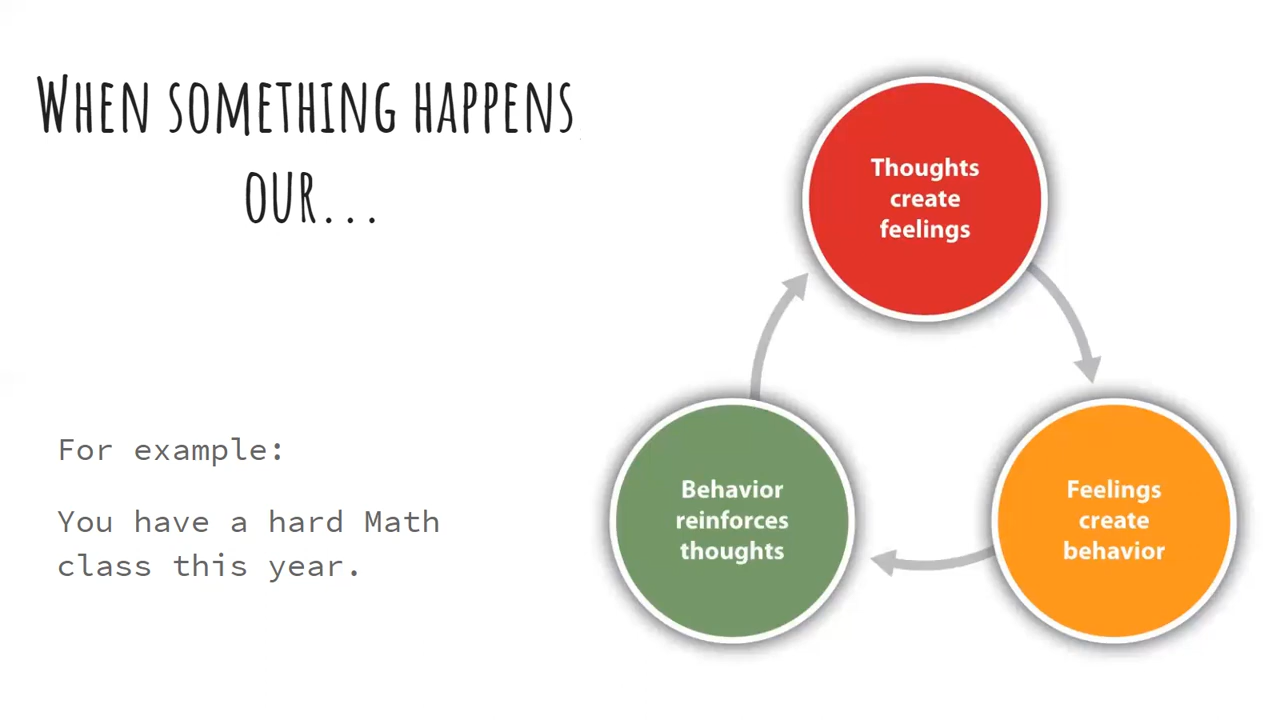 When something happens
our...
For example:
You have a hard Math
class this year.
Thoughts
create
feelings
Feelings
create
behavior
Behavior
reinforces
thoughts